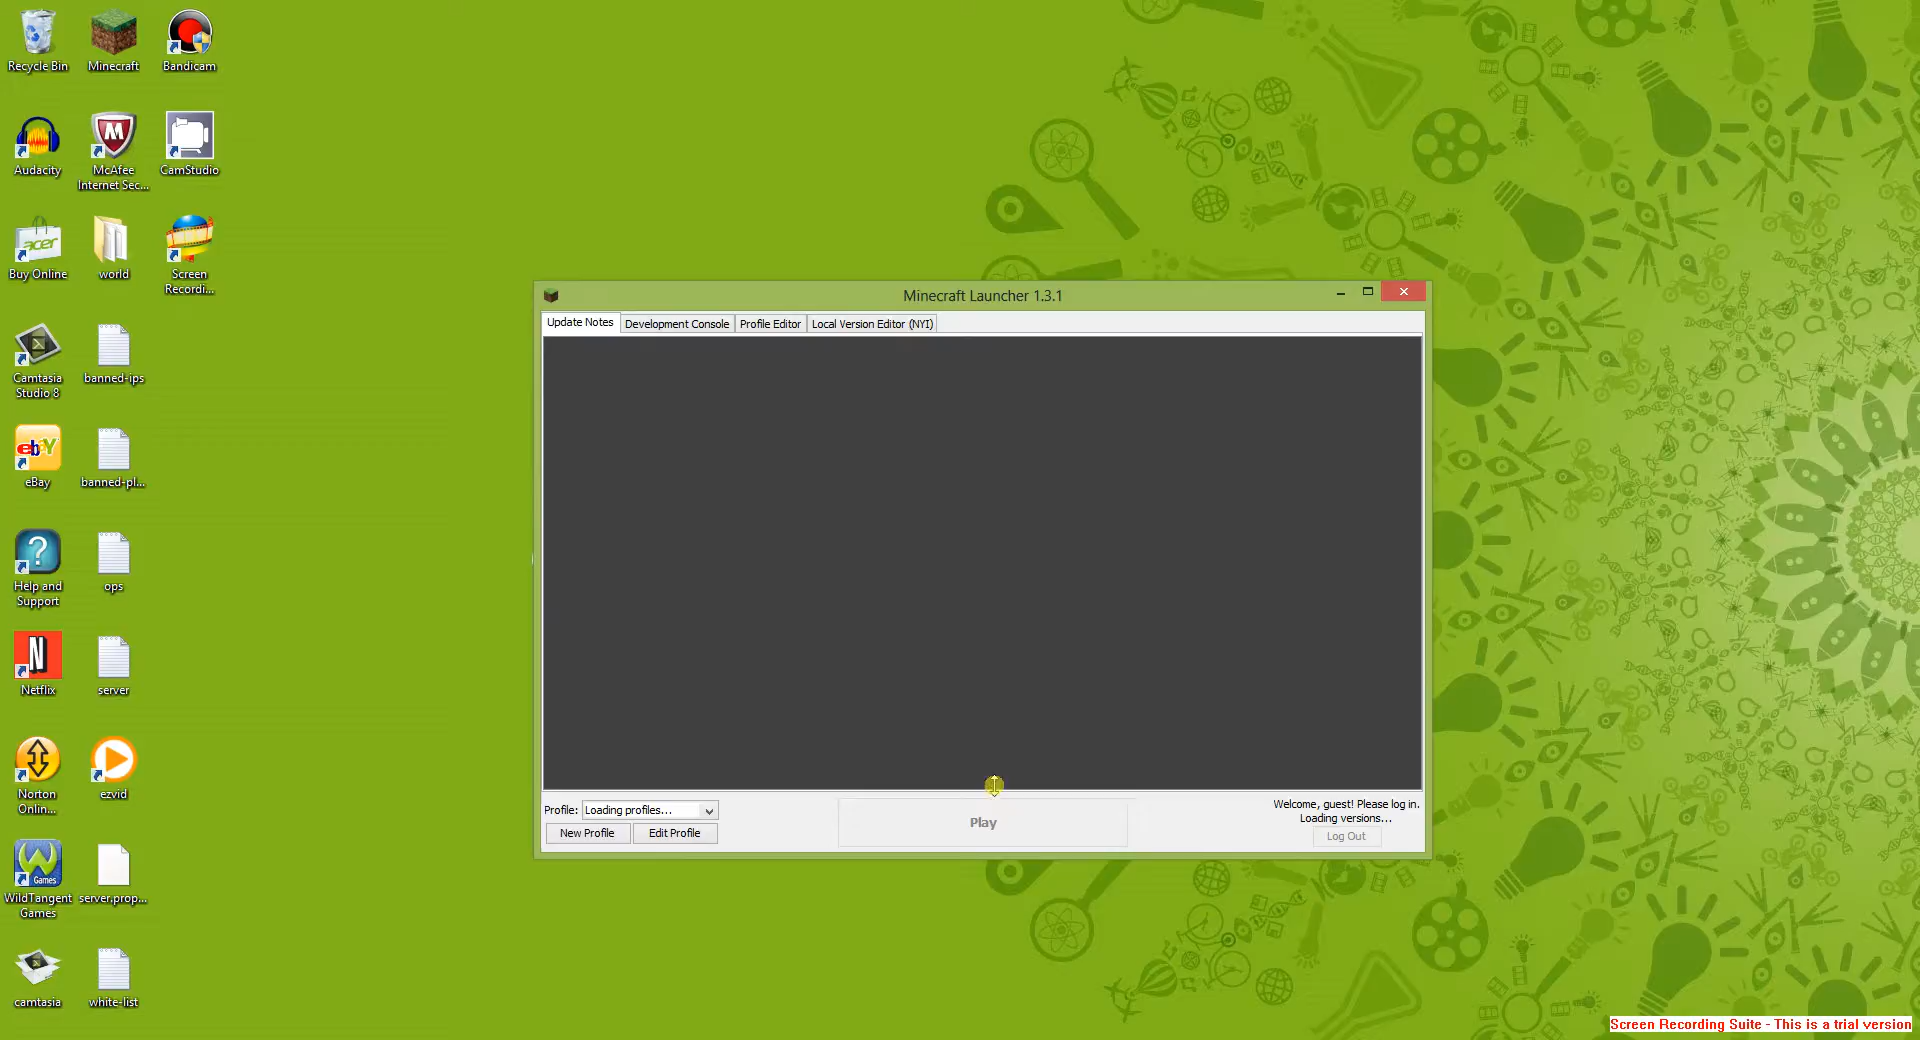 Recycle Bin
Minecraft
Bandicam
Audacity
McAfee
Internet Sec...
CamStudio
acer
Buy Online
world
Screen
Recordi...
Camtasia
Studio 8
banned-ips
ebay
eBay
banned-pl...
Help and
Support
ops
N
Netflix
server
Norton
Online...
ezvid
W
Games
WildTangent
Games
server.prop...
camtasia
white-list
Minecraft Launcher 1.3.1
Update Notes
Development Console
Profile Editor
Local Version Editor (NYI)
Profile:
Loading profiles...
New Profile
Edit Profile
Play
Welcome, guest! Please log in.
Loading versions...
Log Out
Screen Recording Suite - This is a trial version